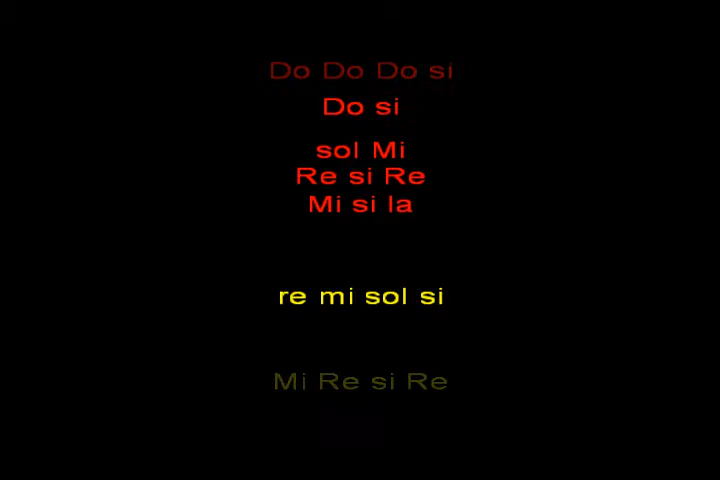 Do Do Do si
Do si
sol Mi
Re si Re
Mi si la
re mi sol si
Mi Re si Re